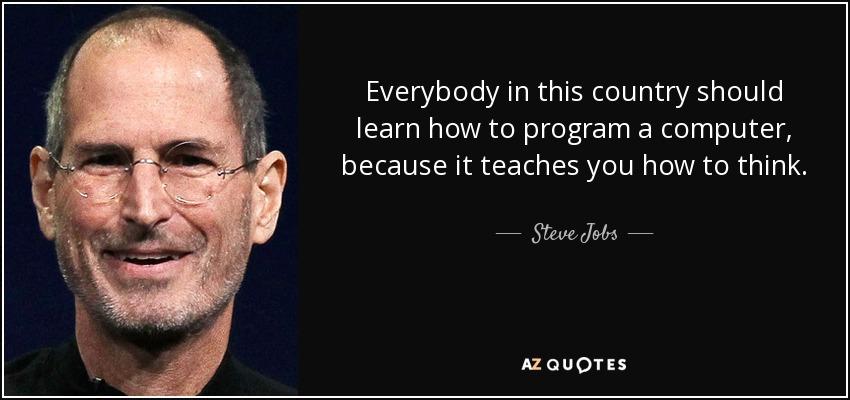 Everybody in this country should
learn how to program a computer,
because it teaches you how to think.
Steve Jobs
AZ QUOTES